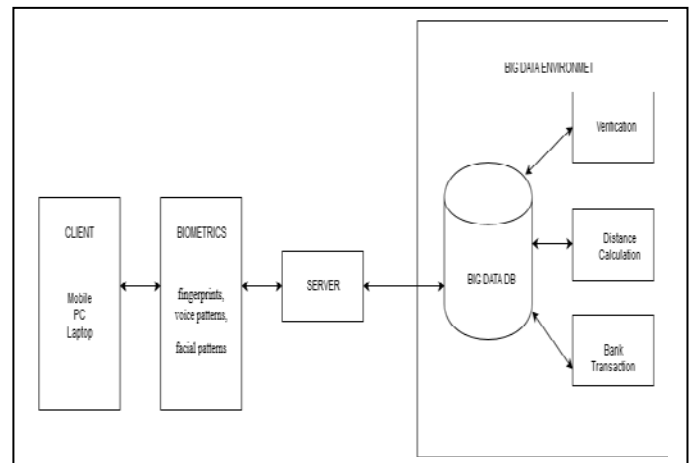 BIG DATA ENVIRONMET
Verification
CLIENT
Mobile
PC
Laptop
BIOMETRICS
fingerprints,
voice patterns,
facial patterns
SERVER
BIG DATA DB
Distance
Calculation
Bank
Transaction